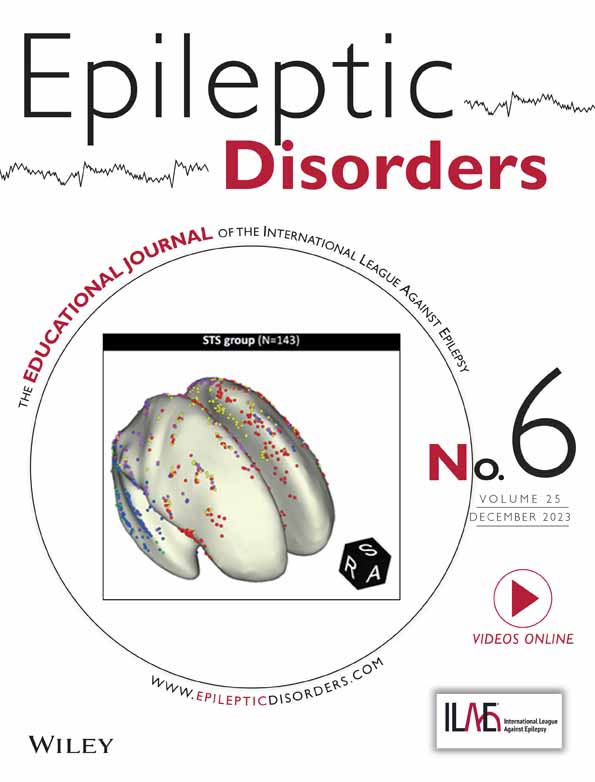 Epileptic
Disorders
THE EDUCATIONAL JOURNAL OF THE INTERNATIONAL LEAGUE AGAINST EPILEPSY
STS group (N=143)
S
R A
No. 6
VOLUME 25
DECEMBER 2023
VIDEOS ONLINE
WWW.EPILEPTICDISORDERS.COM
WILEY
ILAE
International League
Against Epilepsy